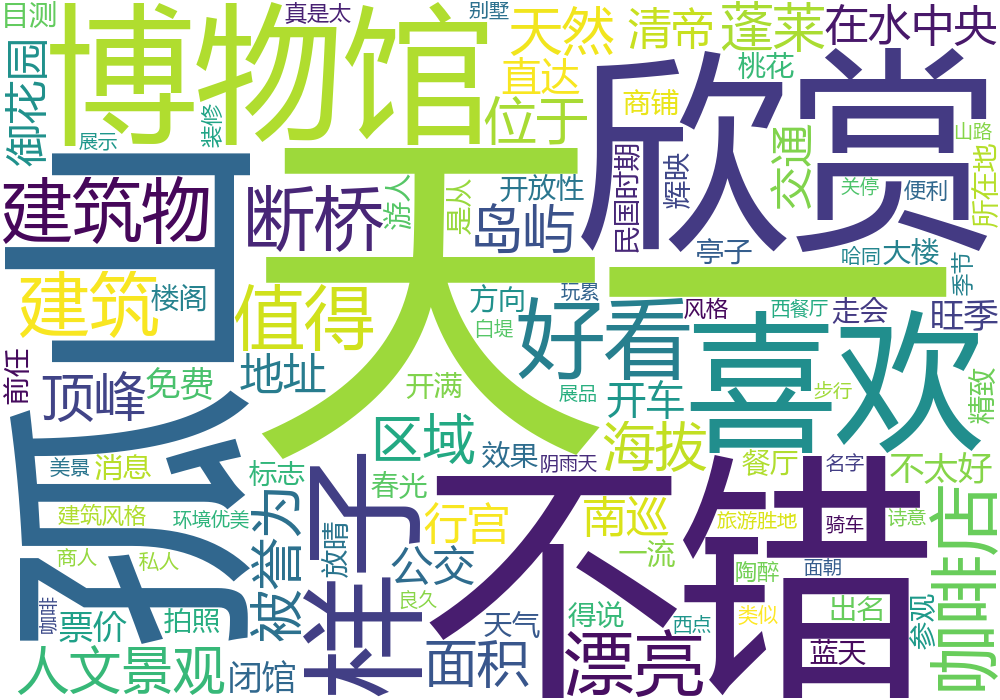 目测
博物馆
真是太
别墅
天然
清帝
蓬莱
在水中央
直达
桃花
商铺
位于
御花园
展示
装修
欣赏
山路
交通
民国时期
辉映
所在地
关停
便利
建筑物
断桥
游人
是从
开放性
岛屿
亭子
哈同
大楼
季节
孤山
一天
建筑
楼阁
值得
方向
玩累
白堤
好看
风格
西餐厅
走会
旺季
喜欢
前任
顶峰
免费
地址
开满
展品
开车
步行
精致
区域
海拔
美景
消息
标志
春光
效果
阴雨天
餐厅
名字
不太好
不错
样子
建筑风格
环境优美
被誉为
放晴
行宫
南巡
旅游胜地
骑车
诗意
咖啡店
商人
私人
公交
一流
陶醉
面朝
咖啡
票价
拍照
良久
天气
得说
西点
类似
出名
参观
人文景观
闭馆
面积
漂亮
蓝天